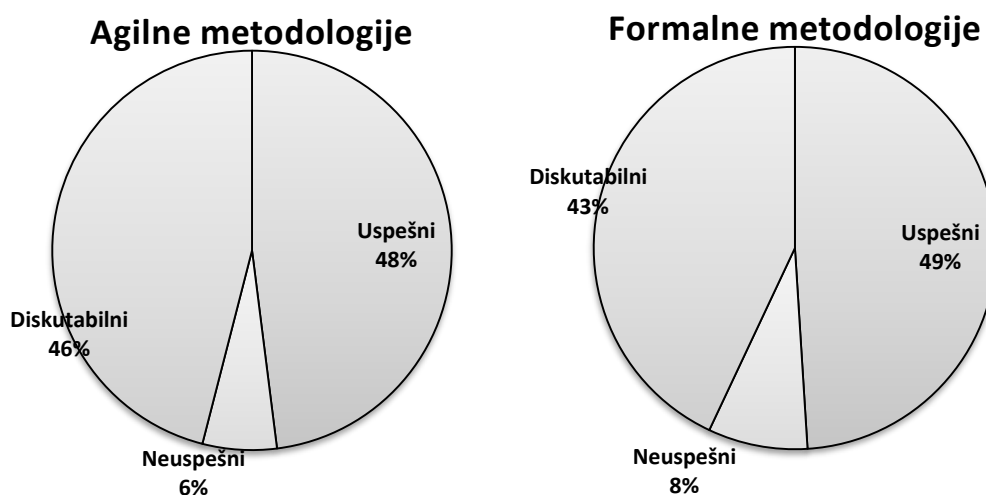 Agilne metodologije
Uspešni
48%
Diskutabilni
46%
Neuspešni
6%
Formalne metodologije
Diskutabilni
43%
Uspešni
49%
Neuspešni
8%